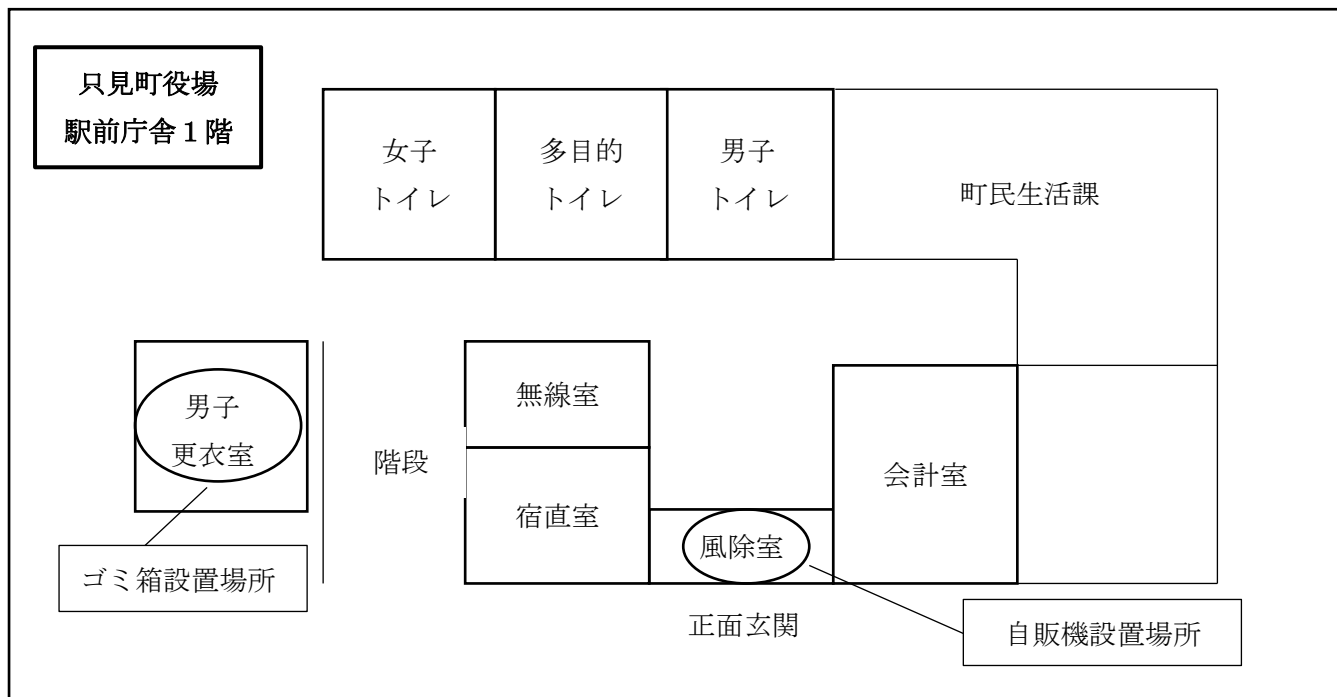 只見町役場
駅前庁舎１階
女子
トイレ
多目的
トイレ
男子
トイレ
町民生活課
男子
更衣室
階段
無線室
宿直室
会計室
風除室
ゴミ箱設置場所
正面玄関
自販機設置場所